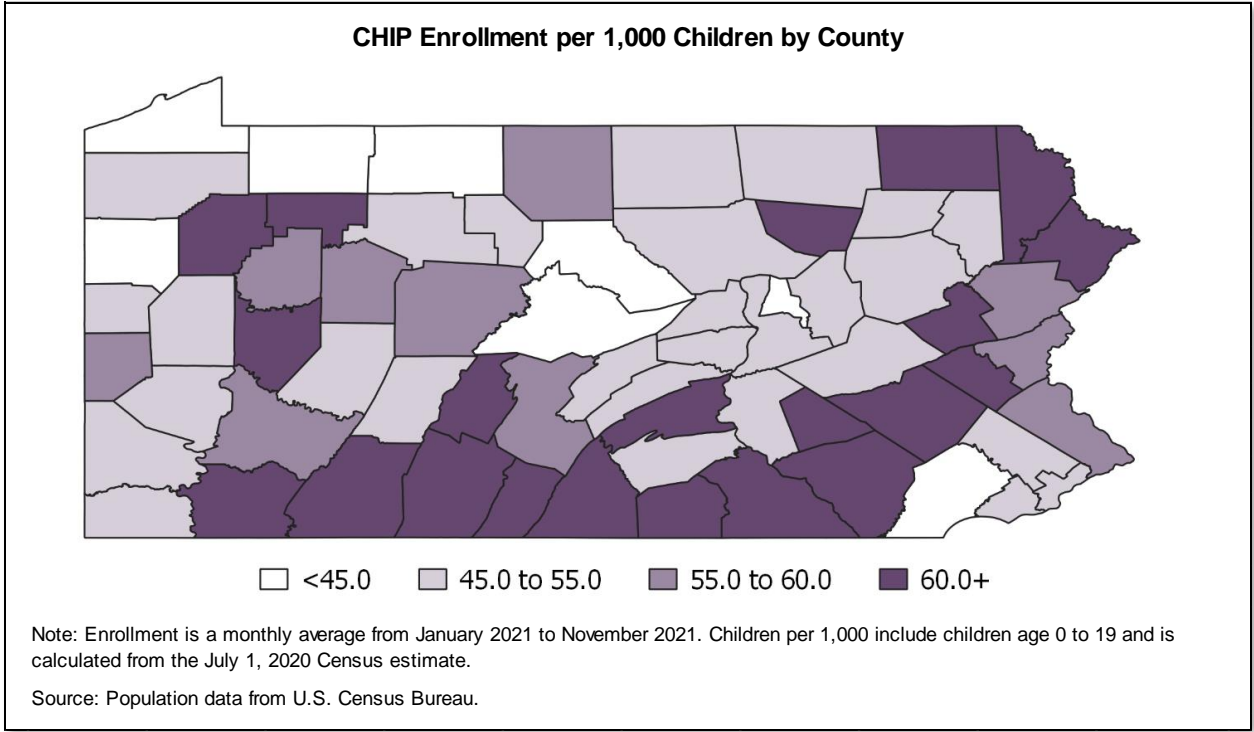 CHIP Enrollment per 1,000 Children by County
<45.0
45.0 to 55.0
55.0 to 60.0
60.0+
Note: Enrollment is a monthly average from January 2021 to November 2021. Children per 1,000 include children age 0 to 19 and is
calculated from the July 1, 2020 Census estimate.
Source: Population data from U.S. Census Bureau.